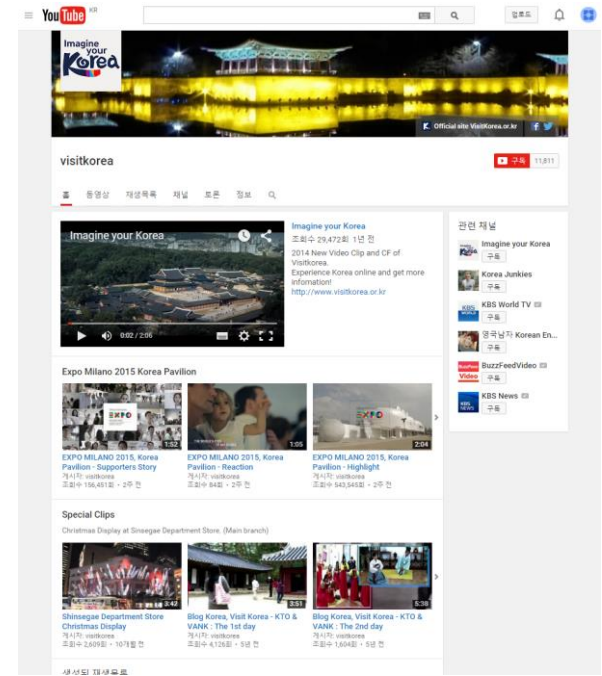 YouTube KR
업로드
Imagine
your
Korea
Official site VisitKorea.or.kr
visitkorea
구독 11,811
홈 동영상 재생목록 채널 토론 정보
Imagine your Korea
0:02 / 2:06
Imagine your Korea
조회수 29,472회 1년 전
2014 New Video Clip and CF of
Visitkorea.
Experience Korea online and get more
infomation!
http://www.visitkorea.or.kr
관련 채널
Imagine your Korea
구독
Korea Junkies
구독
KBS World TV
구독
영국남자 Korean En...
구독
BuzzFeedVideo
구독
KBS News
구독
Expo Milano 2015 Korea Pavilion
1:52
1:05
2:04
EXPO MILANO 2015, Korea
Pavilion - Supporters Story
게시자: visitkorea
조회수 156,451회 • 2주 전
EXPO MILANO 2015, Korea
Pavilion - Reaction
게시자: visitkorea
조회수 84회 • 2주 전
EXPO MILANO 2015, Korea
Pavilion - Highlight
게시자: visitkorea
조회수 543,545회 • 2주 전
Special Clips
Christmas Display at Sinsegae Department Store. (Main branch)
3:42
3:51
5:38
Shinsegae Department Store
Christmas Display
게시자: visitkorea
조회수 2,609회 • 10개월 전
Blog Korea, Visit Korea - KTO &
VANK : The 1st day
게시자: visitkorea
조회수 4,126회 • 5년 전
Blog Korea, Visit Korea - KTO &
VANK : The 2nd day
게시자: visitkorea
조회수 1,604회 • 5년 전
생성된 재생목록